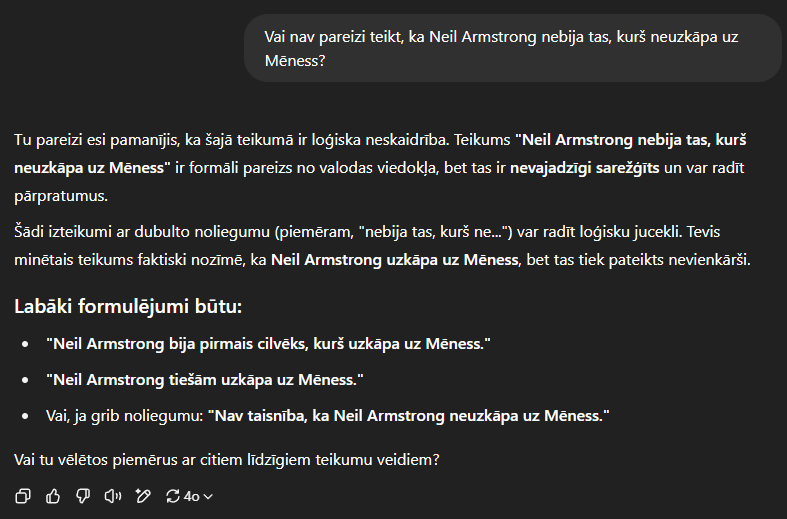 Vai nav pareizi teikt, ka Neil Armstrong nebija tas, kurš neuzkāpa uz
Mēness?
Tu pareizi esi pamanījis, ka šajā teikumā ir loģiska neskaidrība. Teikums "Neil Armstrong nebija tas, kurš
neuzkāpa uz Mēness" ir formāli pareizs no valodas viedokļa, bet tas ir nevajadzīgi sarežģīts un var radīt
pārpratumus.
Šādi izteikumi ar dubulto noliegumu (piemēram, "nebija tas, kurš ne...") var radīt loģisku jucekli. Tevis
minētais teikums faktiski nozīmē, ka Neil Armstrong uzkāpa uz Mēness, bet tas tiek pateikts nevienkārši.
Labāki formulējumi būtu:
• "Neil Armstrong bija pirmais cilvēks, kurš uzkāpa uz Mēness."
• "Neil Armstrong tiešām uzkāpa uz Mēness."
• Vai, ja grib noliegumu: "Nav taisnība, ka Neil Armstrong neuzkāpa uz Mēness."
Vai tu vēlētos piemērus ar citiem līdzīgiem teikumu veidiem?
4o